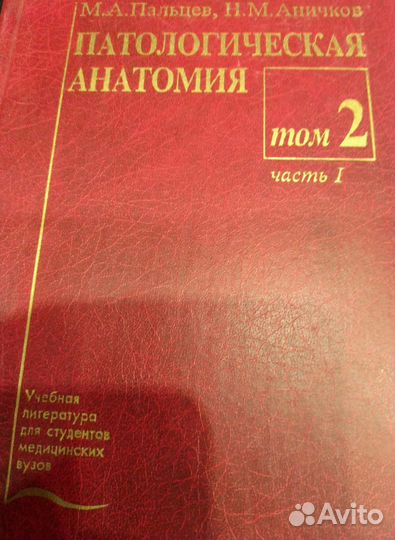 М.А.Пальцев, Н.М.Аничков
ПАТОЛОГИЧЕСКАЯ
АНАТОМИЯ
том 2
часть I
Учебная
литература
для студентов
медицинских
вузов
Avito